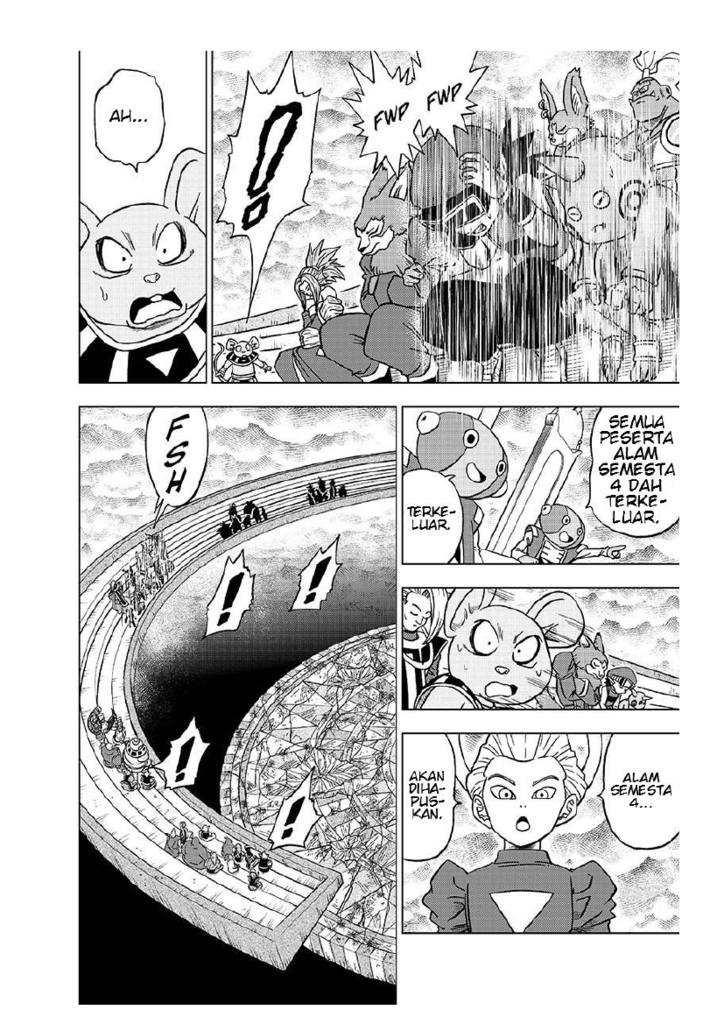 FWP FWP
!
AH...
SEMUA
PESERTA
ALAM
SEMESTA
4 DAH
TERKE-
LUAR.
TERKE-
LUAR.
ALAM
SEMESTA
4...
AKAN
DIHA-
PUS-
KAN.
FSH
!
!
!
!